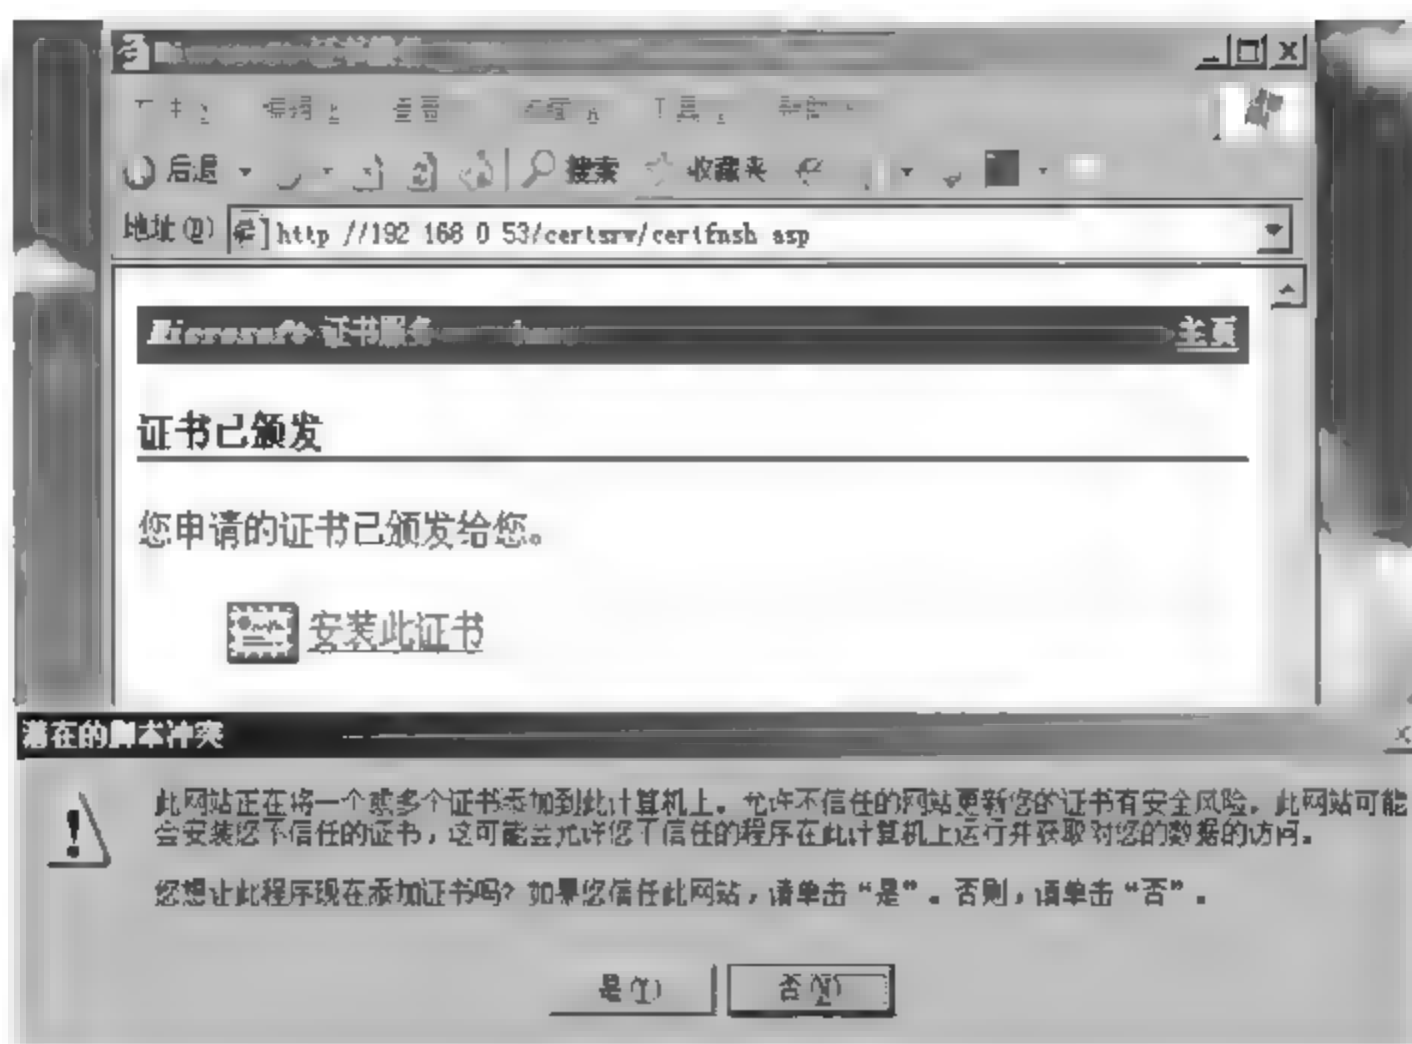 后退 搜索 收藏夹
地址(D) http //192 168 0 53/certsrv/certfnsh asp
Microsoft 证书服务 主页
证书已颁发
您申请的证书已颁发给您。
安装此证书
潜在的脚本冲突
此网站正在将一个或多个证书添加到此计算机上。允许不信任的网站更新您的证书有安全风险。此网站可能
会安装您不信任的证书，这可能会允许您不信任的程序在此计算机上运行并获取对您的数据的访问。
您想让此程序现在添加证书吗? 如果您信任此网站，请单击“是”。否则，请单击“否”。
是(Y) 否(N)